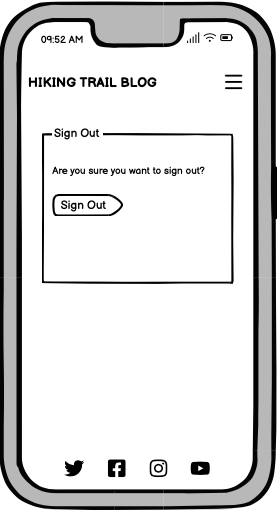 09:52 AM
HIKING TRAIL BLOG
Sign Out
Are you sure you want to sign out?
Sign Out